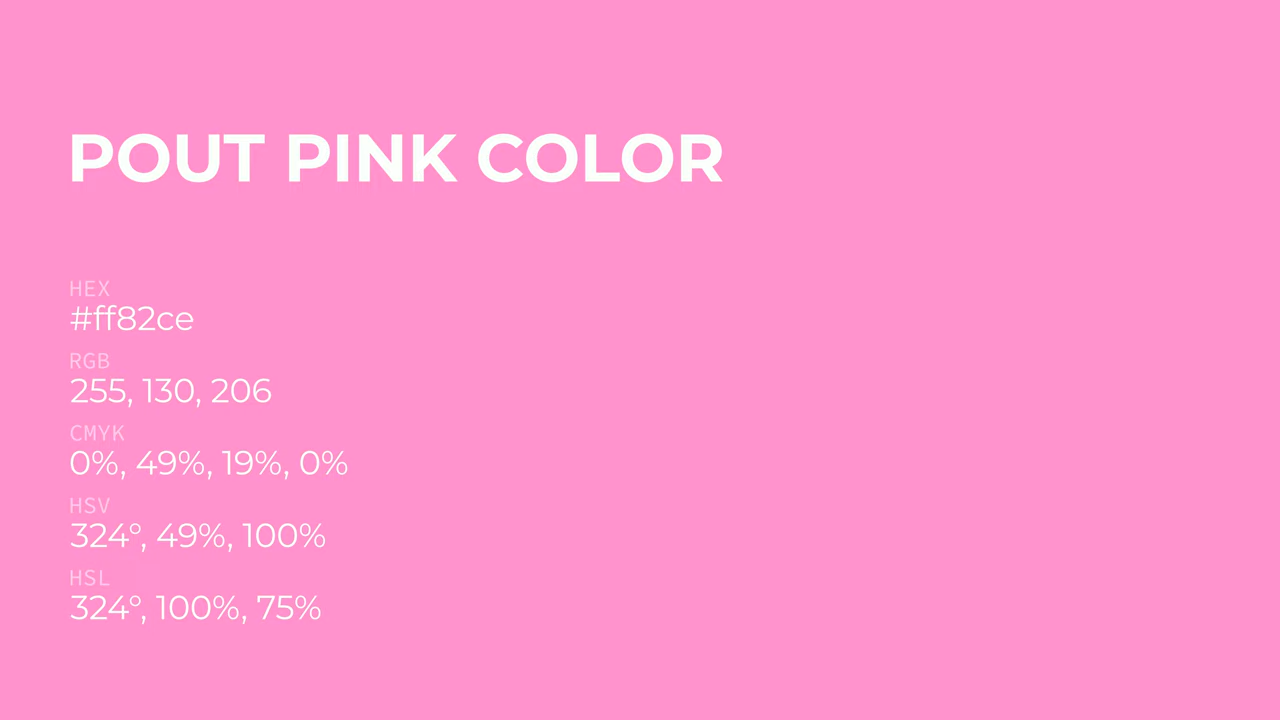 POUT PINK COLOR
HEX
#ff82ce
RGB
255, 130, 206
CMYK
0%, 49%, 19%, 0%
HSV
324°, 49%, 100%
HSL
324°, 100%, 75%